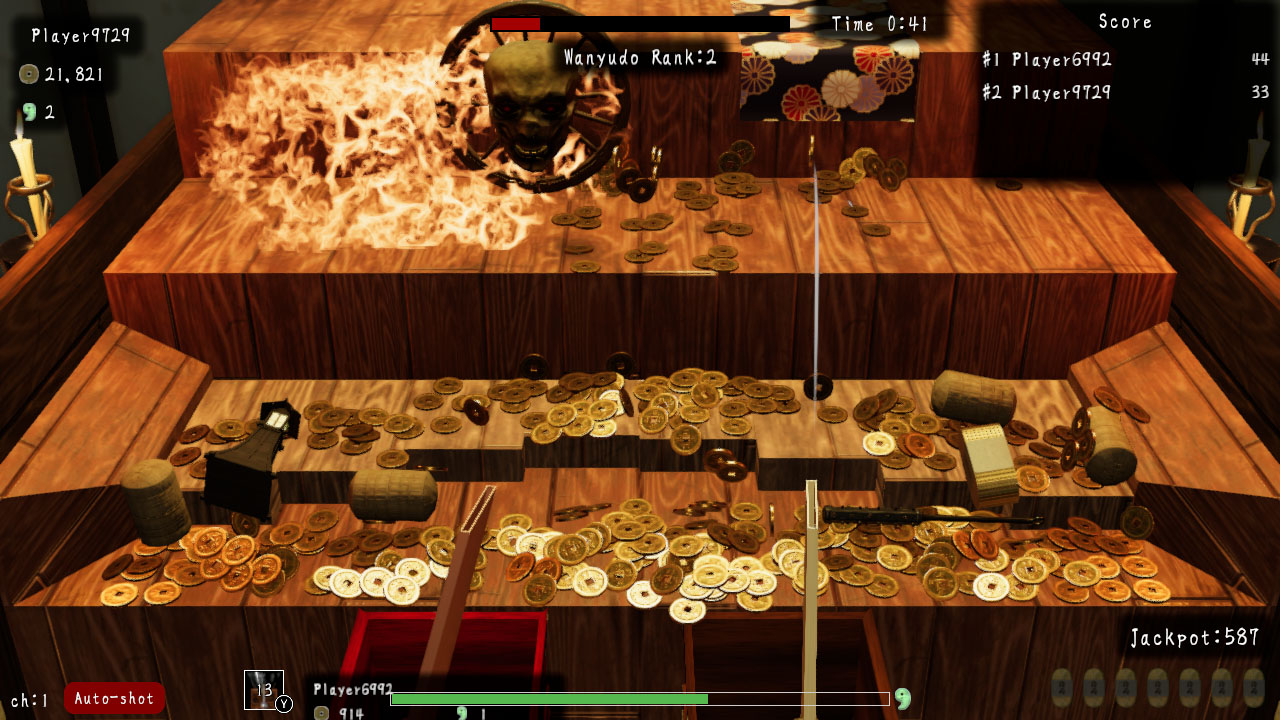 Player9729
21,821
2
Time 0:41
Wanyudo Rank:2
Score
#1 Player6992 44
#2 Player9729 33
Jackpot:587
ch:1
Auto-shot
13
Y
Player6992
914
1